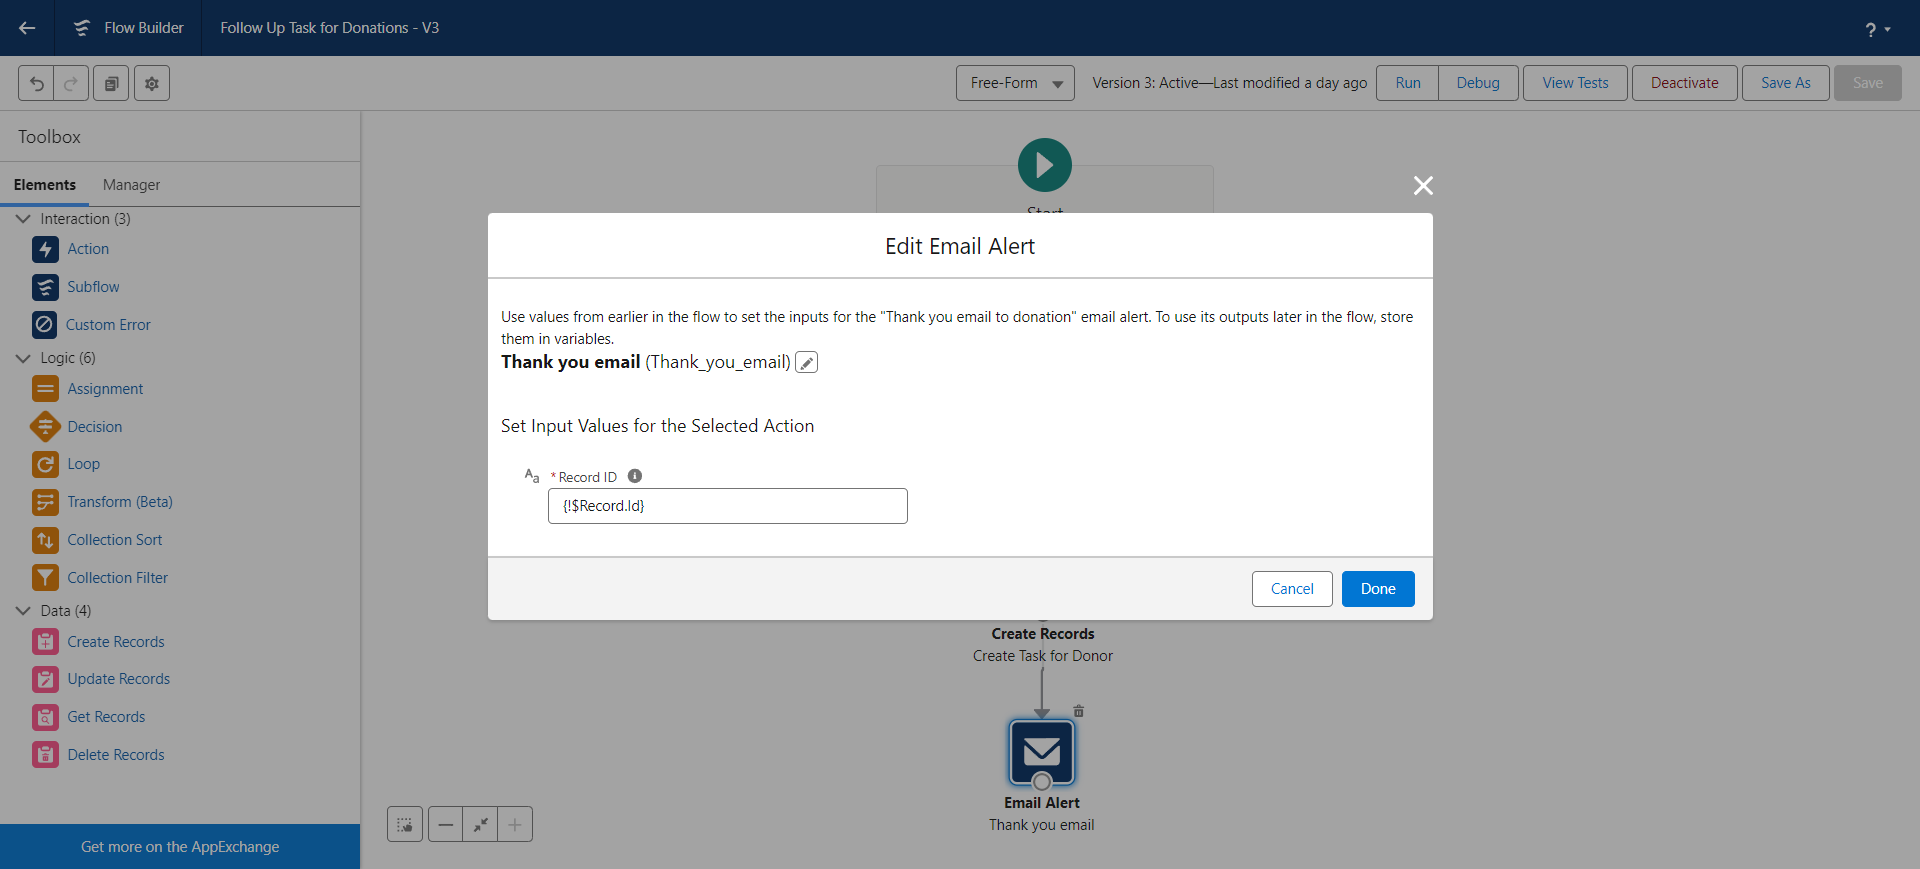 Flow Builder
Follow Up Task for Donations - V3
?
Free-Form
Version 3: Active—Last modified a day ago
Run
Debug
View Tests
Deactivate
Save As
Save
Toolbox
Elements
Manager
Interaction (3)
Action
Subflow
Custom Error
Logic (6)
Assignment
Decision
Loop
Transform (Beta)
Collection Sort
Collection Filter
Data (4)
Create Records
Update Records
Get Records
Delete Records
Get more on the AppExchange
Start
Edit Email Alert
Use values from earlier in the flow to set the inputs for the "Thank you email to donation" email alert. To use its outputs later in the flow, store
them in variables.
Thank you email (Thank_you_email)
Set Input Values for the Selected Action
Aa * Record ID
{!$Record.Id}
Cancel
Done
Create Records
Create Task for Donor
Email Alert
Thank you email